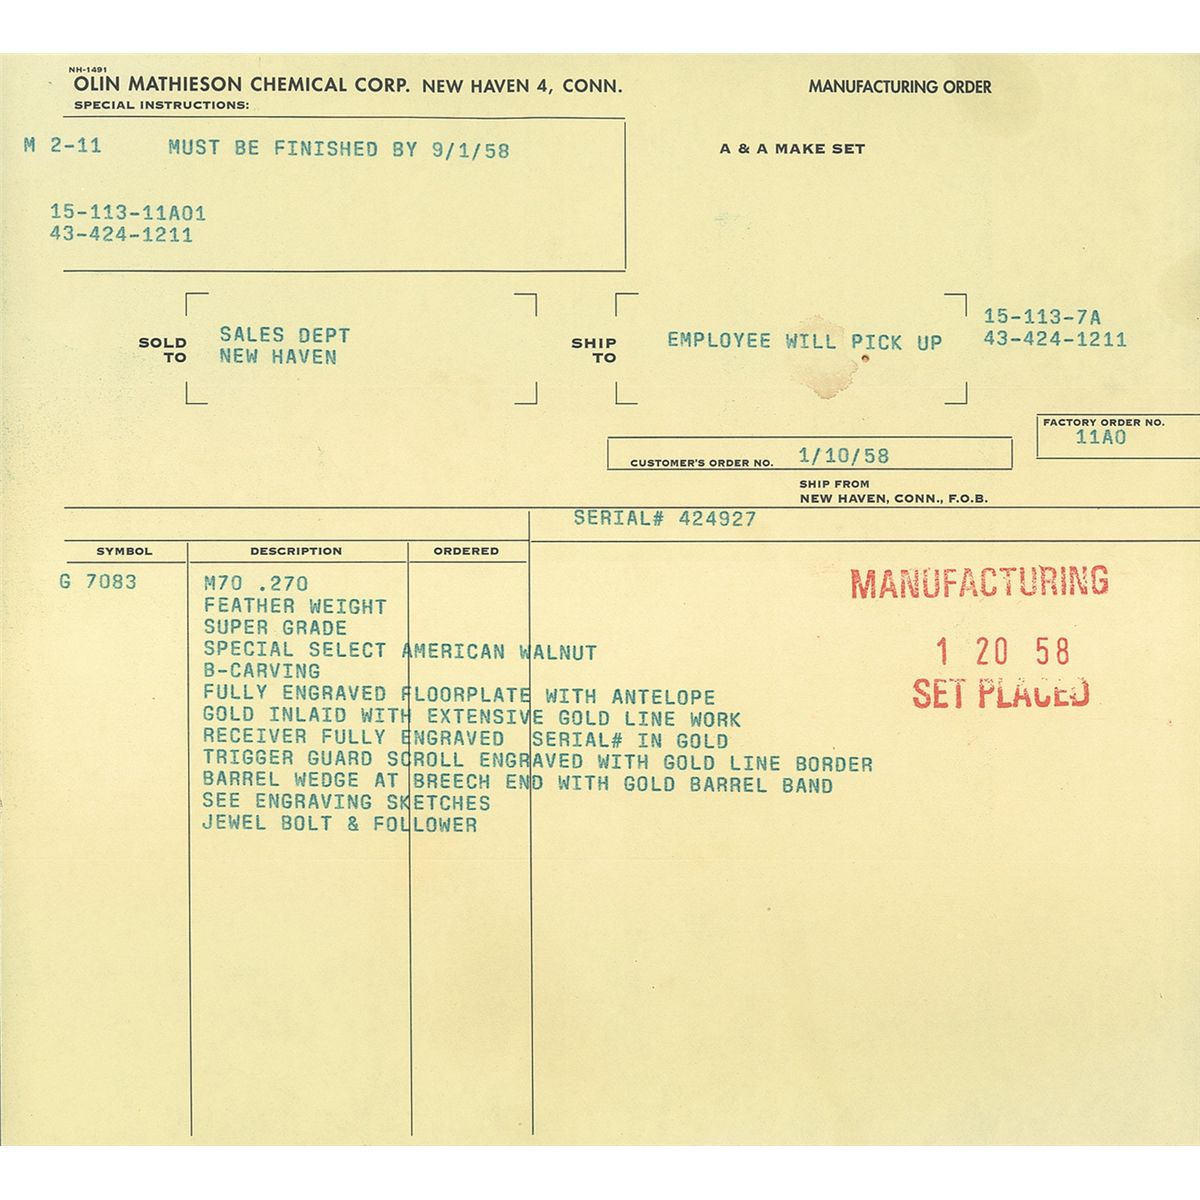 NH-1491
OLIN MATHIESON CHEMICAL CORP. NEW HAVEN 4, CONN.
MANUFACTURING ORDER
SPECIAL INSTRUCTIONS:
M 2-11 MUST BE FINISHED BY 9/1/58
A & A MAKE SET
15-113-11A01
43-424-1211
SOLD TO
SALES DEPT
NEW HAVEN
SHIP TO
EMPLOYEE WILL PICK UP
15-113-7A
43-424-1211
FACTORY ORDER NO.
11A0
CUSTOMER'S ORDER NO. 1/10/58
SHIP FROM
NEW HAVEN, CONN., F.O.B.
SERIAL# 424927
SYMBOL DESCRIPTION ORDERED
G 7083 M70 .270
FEATHER WEIGHT
SUPER GRADE
SPECIAL SELECT AMERICAN WALNUT
B-CARVING
FULLY ENGRAVED FLOORPLATE WITH ANTELOPE
GOLD INLAID WITH EXTENSIVE GOLD LINE WORK
RECEIVER FULLY ENGRAVED SERIAL# IN GOLD
TRIGGER GUARD SCROLL ENGRAVED WITH GOLD LINE BORDER
BARREL WEDGE AT BREECH END WITH GOLD BARREL BAND
SEE ENGRAVING SKETCHES
JEWEL BOLT & FOLLOWER
MANUFACTURING
1 20 58
SET PLACED